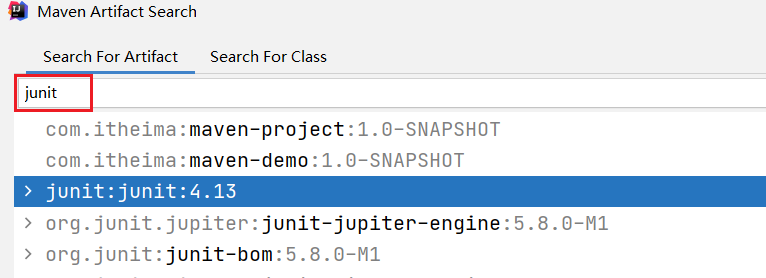 Maven Artifact Search
Search For Artifact Search For Class
junit
com.itheima:maven-project:1.0-SNAPSHOT
com.itheima:maven-demo:1.0-SNAPSHOT
junit:junit:4.13
org.junit.jupiter:junit-jupiter-engine:5.8.0-M1
org.junit:junit-bom:5.8.0-M1